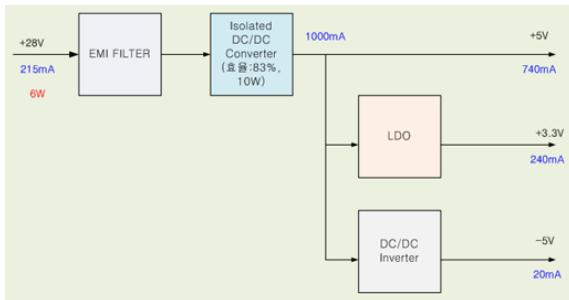 +28V
215mA
6W
EMI FILTER
Isolated
DC/DC
Converter
(효율:83%,
10W)
1000mA
+5V
740mA
LDO
+3.3V
240mA
DC/DC
Inverter
-5V
20mA